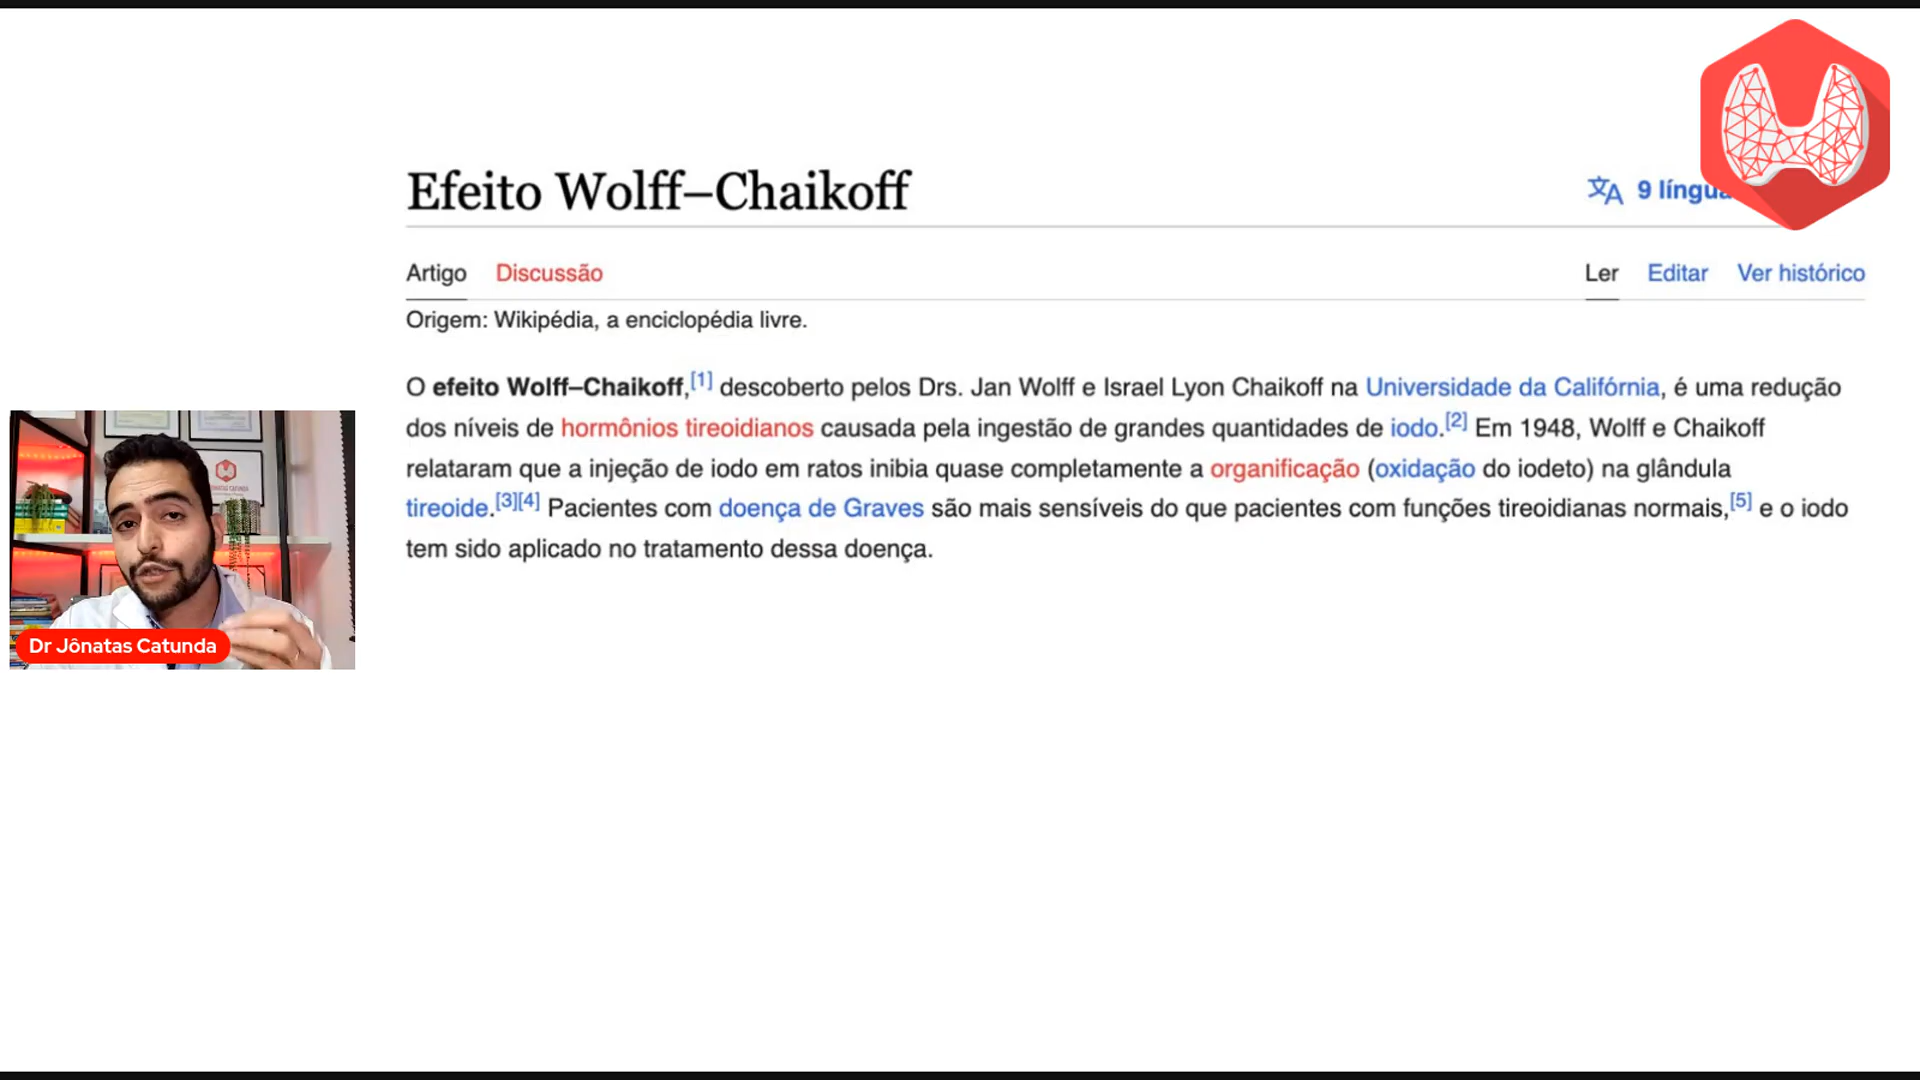 Efeito Wolff–Chaikoff
9 língua
Artigo Discussão Ler Editar Ver histórico
Origem: Wikipédia, a enciclopédia livre.
O efeito Wolff–Chaikoff,[1] descoberto pelos Drs. Jan Wolff e Israel Lyon Chaikoff na Universidade da Califórnia, é uma redução
dos níveis de hormônios tireoidianos causada pela ingestão de grandes quantidades de iodo.[2] Em 1948, Wolff e Chaikoff
relataram que a injeção de iodo em ratos inibia quase completamente a organificação (oxidação do iodeto) na glândula
tireoide.[3][4] Pacientes com doença de Graves são mais sensíveis do que pacientes com funções tireoidianas normais,[5] e o iodo
tem sido aplicado no tratamento dessa doença.
Dr Jônatas Catunda